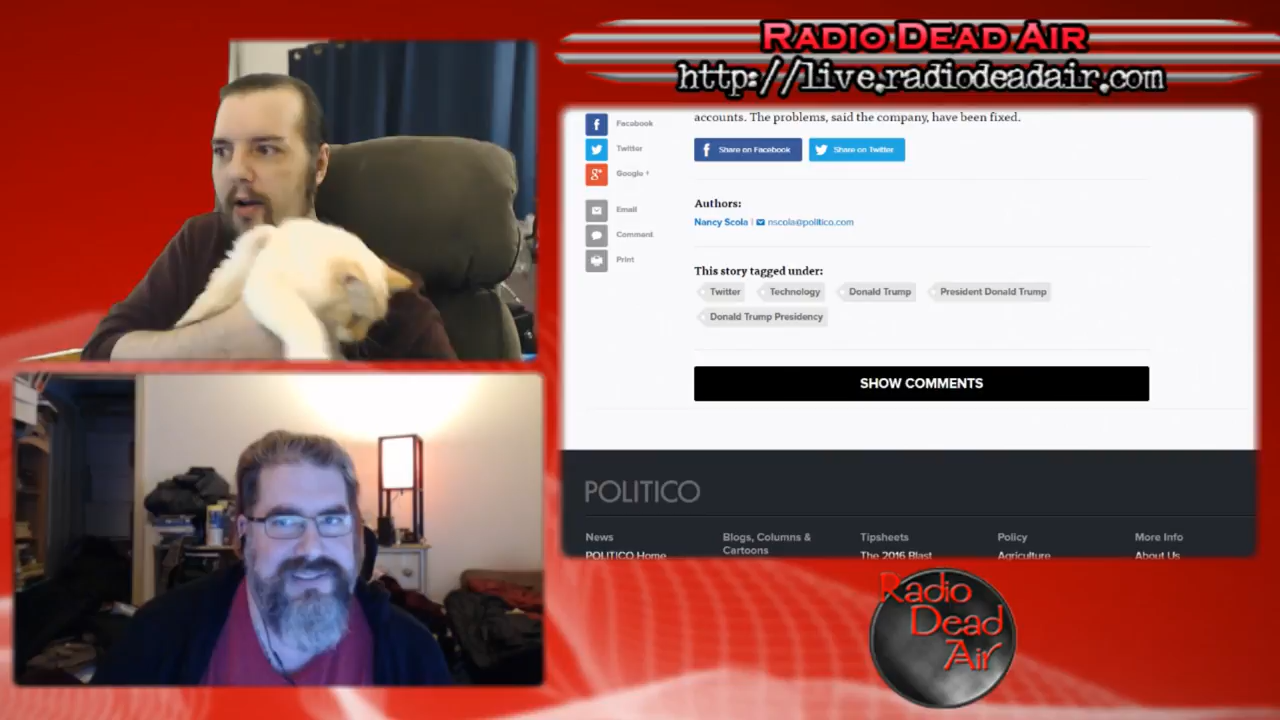 RADIO DEAD AIR
http://live.radiodeadair.com
accounts. The problems, said the company, have been fixed.
Facebook
Twitter
Google +
Email
Comment
Print
Share on Facebook
Share on Twitter
Authors:
Nancy Scola | nscola@politico.com
This story tagged under:
Twitter Technology Donald Trump President Donald Trump
Donald Trump Presidency
SHOW COMMENTS
POLITICO
News Blogs, Columns & Cartoons Tipsheets Policy More Info
POLITICO Home The 2016 Blast Agriculture About Us
Radio
Dead
Air